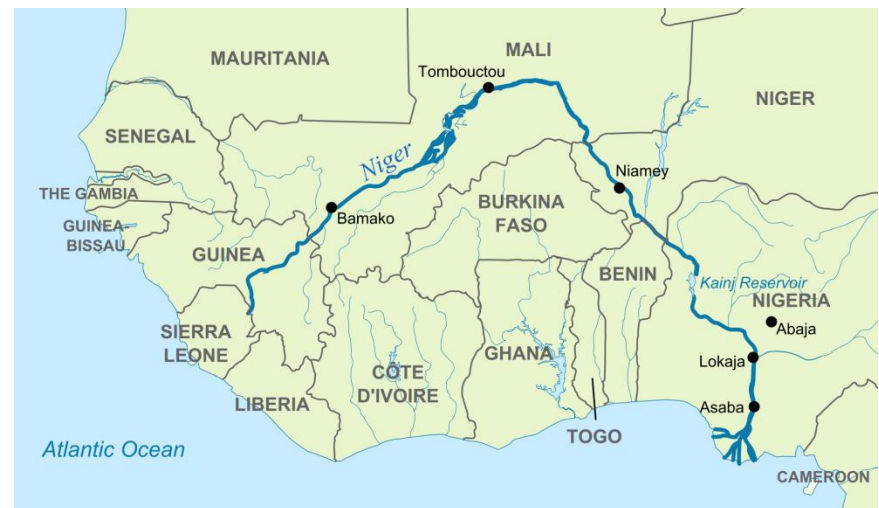 MAURITANIA
MALI
Tombouctou
NIGER
SENEGAL
Niger
Niamey
THE GAMBIA
BURKINA
FASO
Bamako
GUINEA-
BISSAU
GUINEA
BENIN
Kainj Reservoir
NIGERIA
Abaja
SIERRA
LEONE
GHANA
Lokaja
CÔTE
D'IVOIRE
LIBERIA
Asaba
TOGO
Atlantic Ocean
CAMEROON